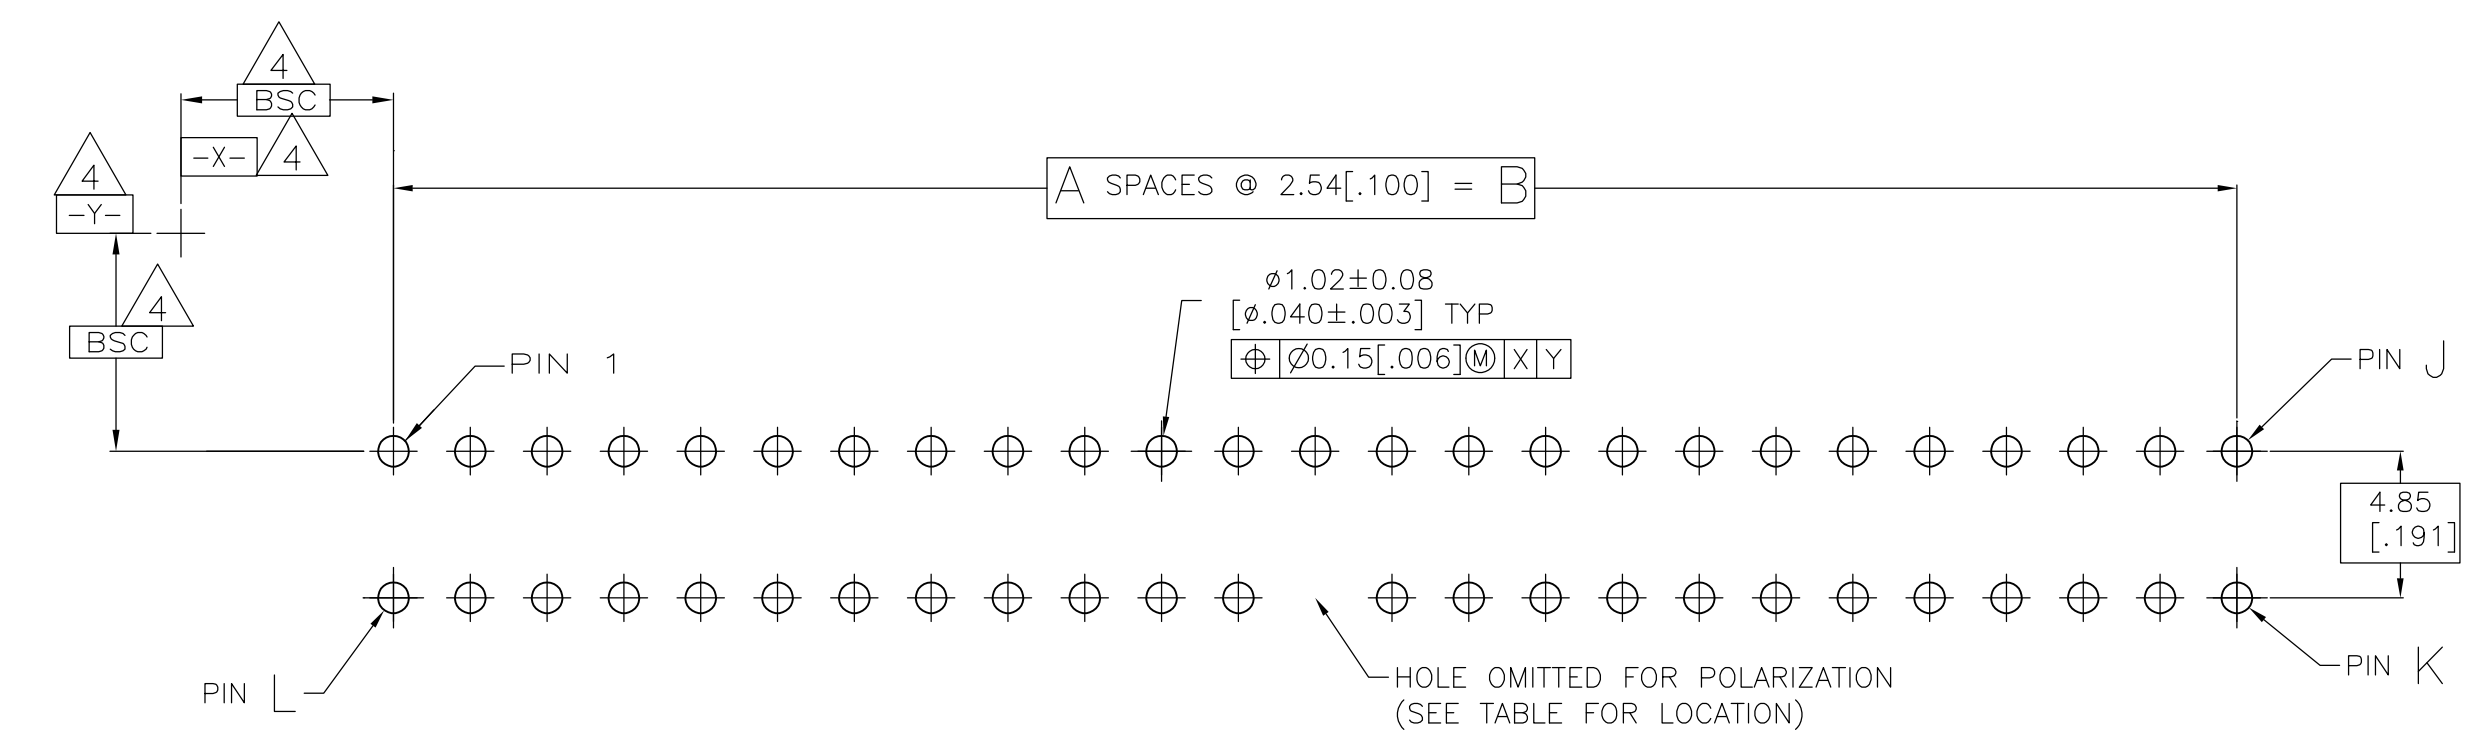 4
BSC
-X- 4
4
-Y-
A SPACES @ 2.54[.100] = B
4
BSC
ø1.02±0.08
[ø.040±.003] TYP
⌖ Ø0.15[.006]Ⓜ X Y
PIN 1
PIN J
4.85
[.191]
PIN L
PIN K
HOLE OMITTED FOR POLARIZATION
(SEE TABLE FOR LOCATION)